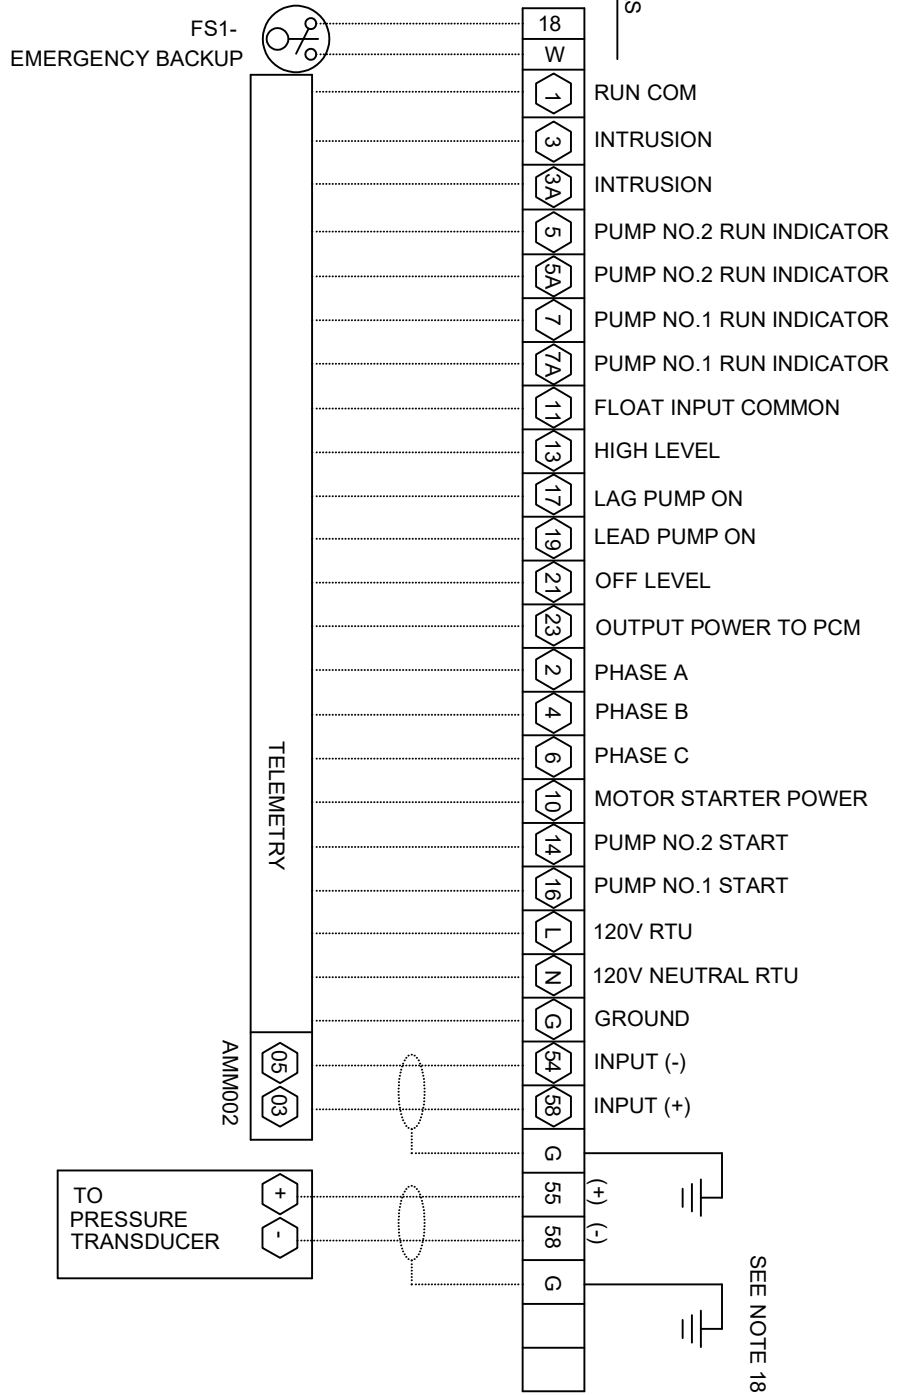 S
FS1-
EMERGENCY BACKUP
18
W
1 RUN COM
3 INTRUSION
3A INTRUSION
5 PUMP NO.2 RUN INDICATOR
5A PUMP NO.2 RUN INDICATOR
7 PUMP NO.1 RUN INDICATOR
7A PUMP NO.1 RUN INDICATOR
11 FLOAT INPUT COMMON
13 HIGH LEVEL
17 LAG PUMP ON
19 LEAD PUMP ON
21 OFF LEVEL
23 OUTPUT POWER TO PCM
2 PHASE A
4 PHASE B
6 PHASE C
10 MOTOR STARTER POWER
14 PUMP NO.2 START
16 PUMP NO.1 START
L 120V RTU
N 120V NEUTRAL RTU
G GROUND
54 INPUT (-)
58 INPUT (+)
TELEMETRY
AMM002
05
03
G
TO
PRESSURE
TRANSDUCER
+
-
55 (+)
58 (-)
G
SEE NOTE 18